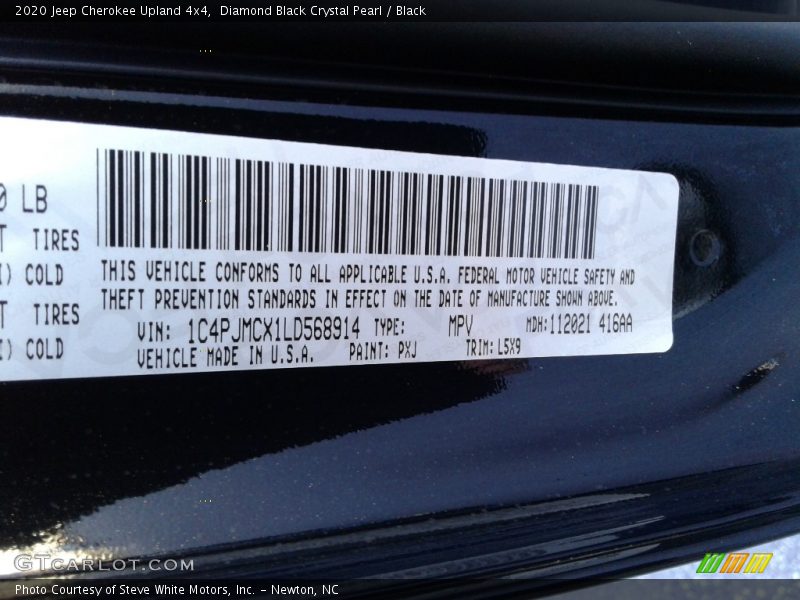 2020 Jeep Cherokee Upland 4x4,  Diamond Black Crystal Pearl / Black
LB
TIRES
COLD
TIRES
COLD
THIS VEHICLE CONFORMS TO ALL APPLICABLE U.S.A. FEDERAL MOTOR VEHICLE SAFETY AND
THEFT PREVENTION STANDARDS IN EFFECT ON THE DATE OF MANUFACTURE SHOWN ABOVE.
VIN: 1C4PJMCX1LD568914 TYPE: MPV MDH:112021 416AA
VEHICLE MADE IN U.S.A. PAINT: PXJ TRIM: L5X9
GTCARLOT.COM
Photo Courtesy of Steve White Motors, Inc. – Newton, NC